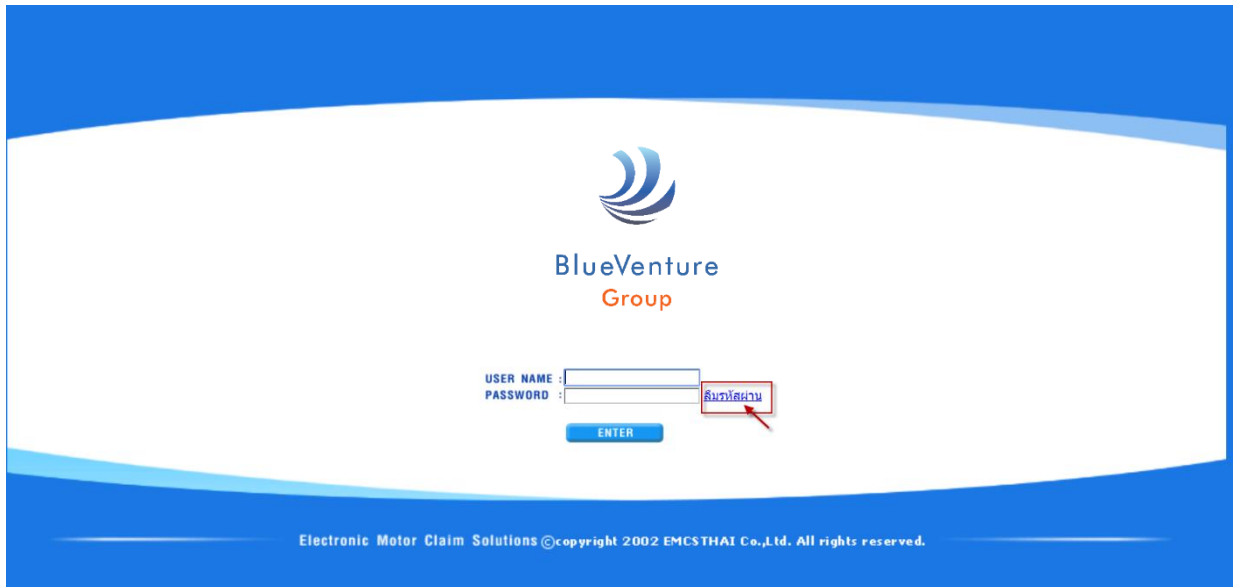 BlueVenture
Group
USER NAME :
PASSWORD : ลืมรหัสผ่าน
ENTER
Electronic Motor Claim Solutions ©copyright 2002 EMCSTHAI Co.,Ltd. All rights reserved.